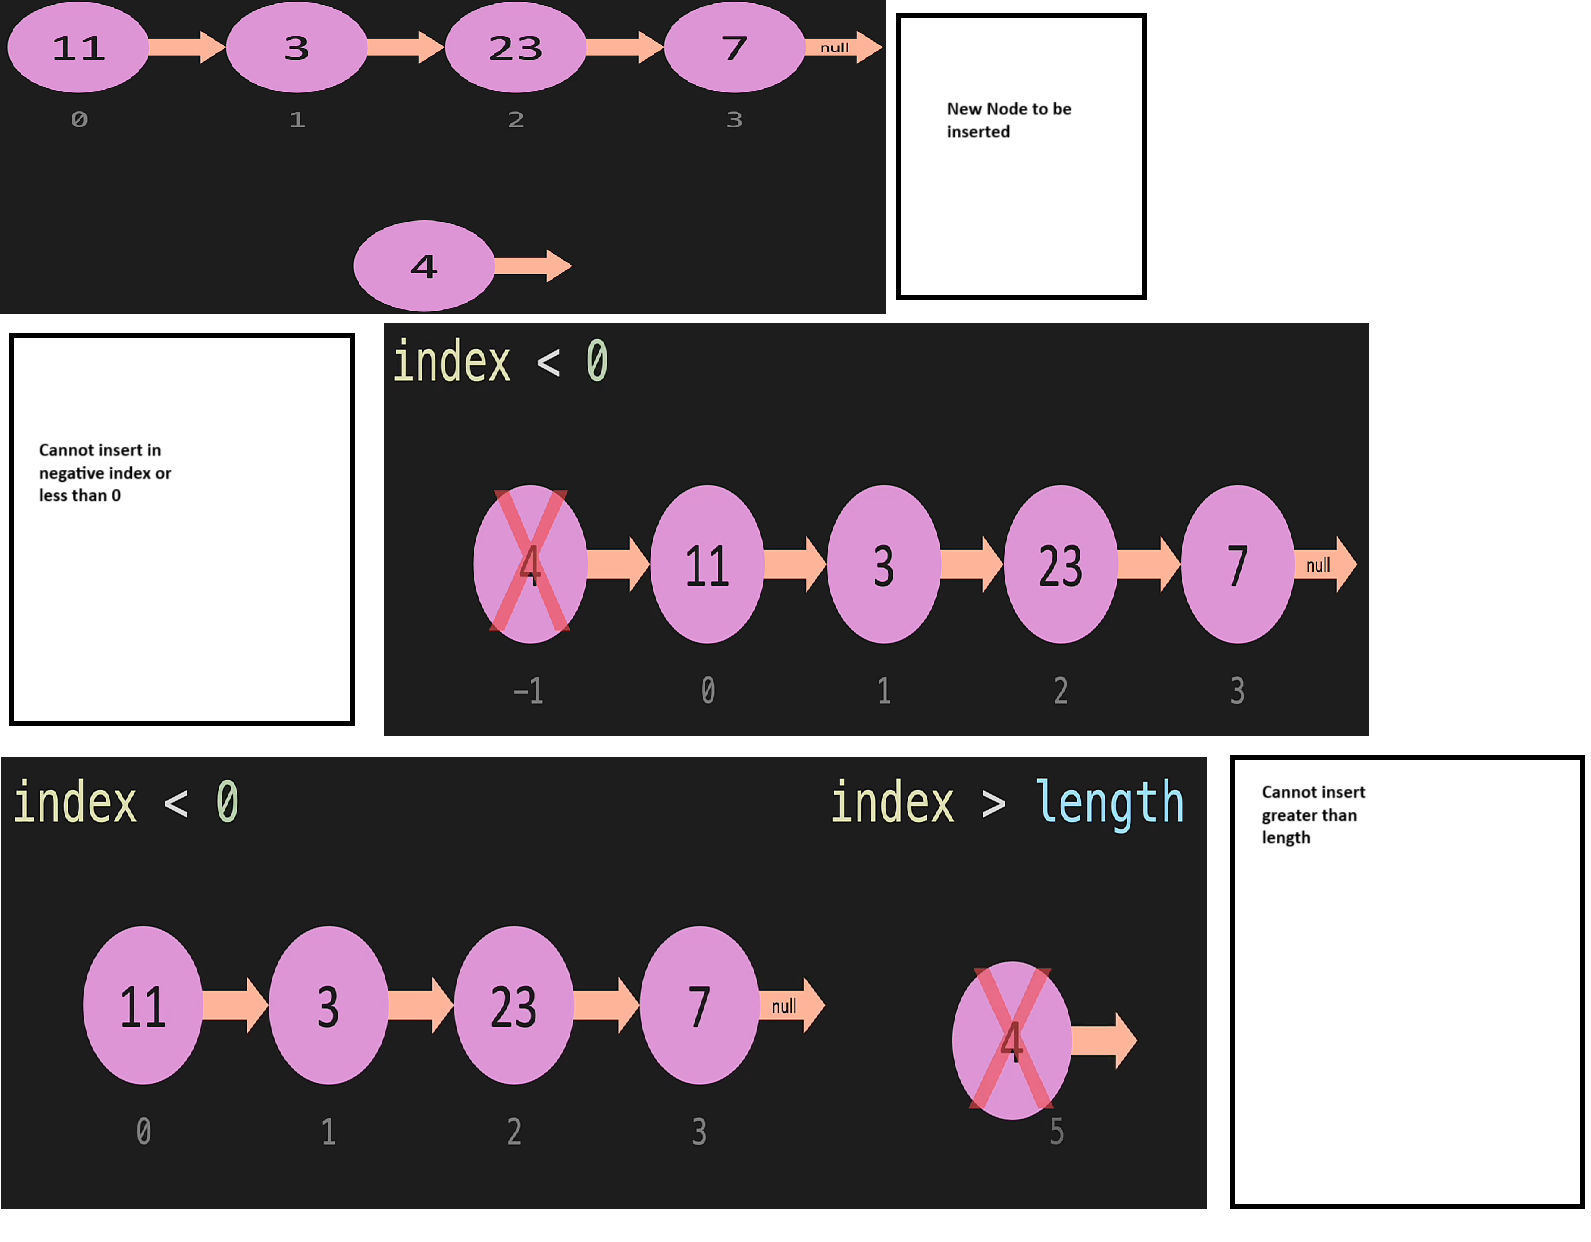 11 3 23 7 null
0 1 2 3
4
New Node to be
inserted
Cannot insert in
negative index or
less than 0
index < 0
4 11 3 23 7 null
-1 0 1 2 3
index < 0 index > length
11 3 23 7 null
4
0 1 2 3 5
Cannot insert
greater than
length